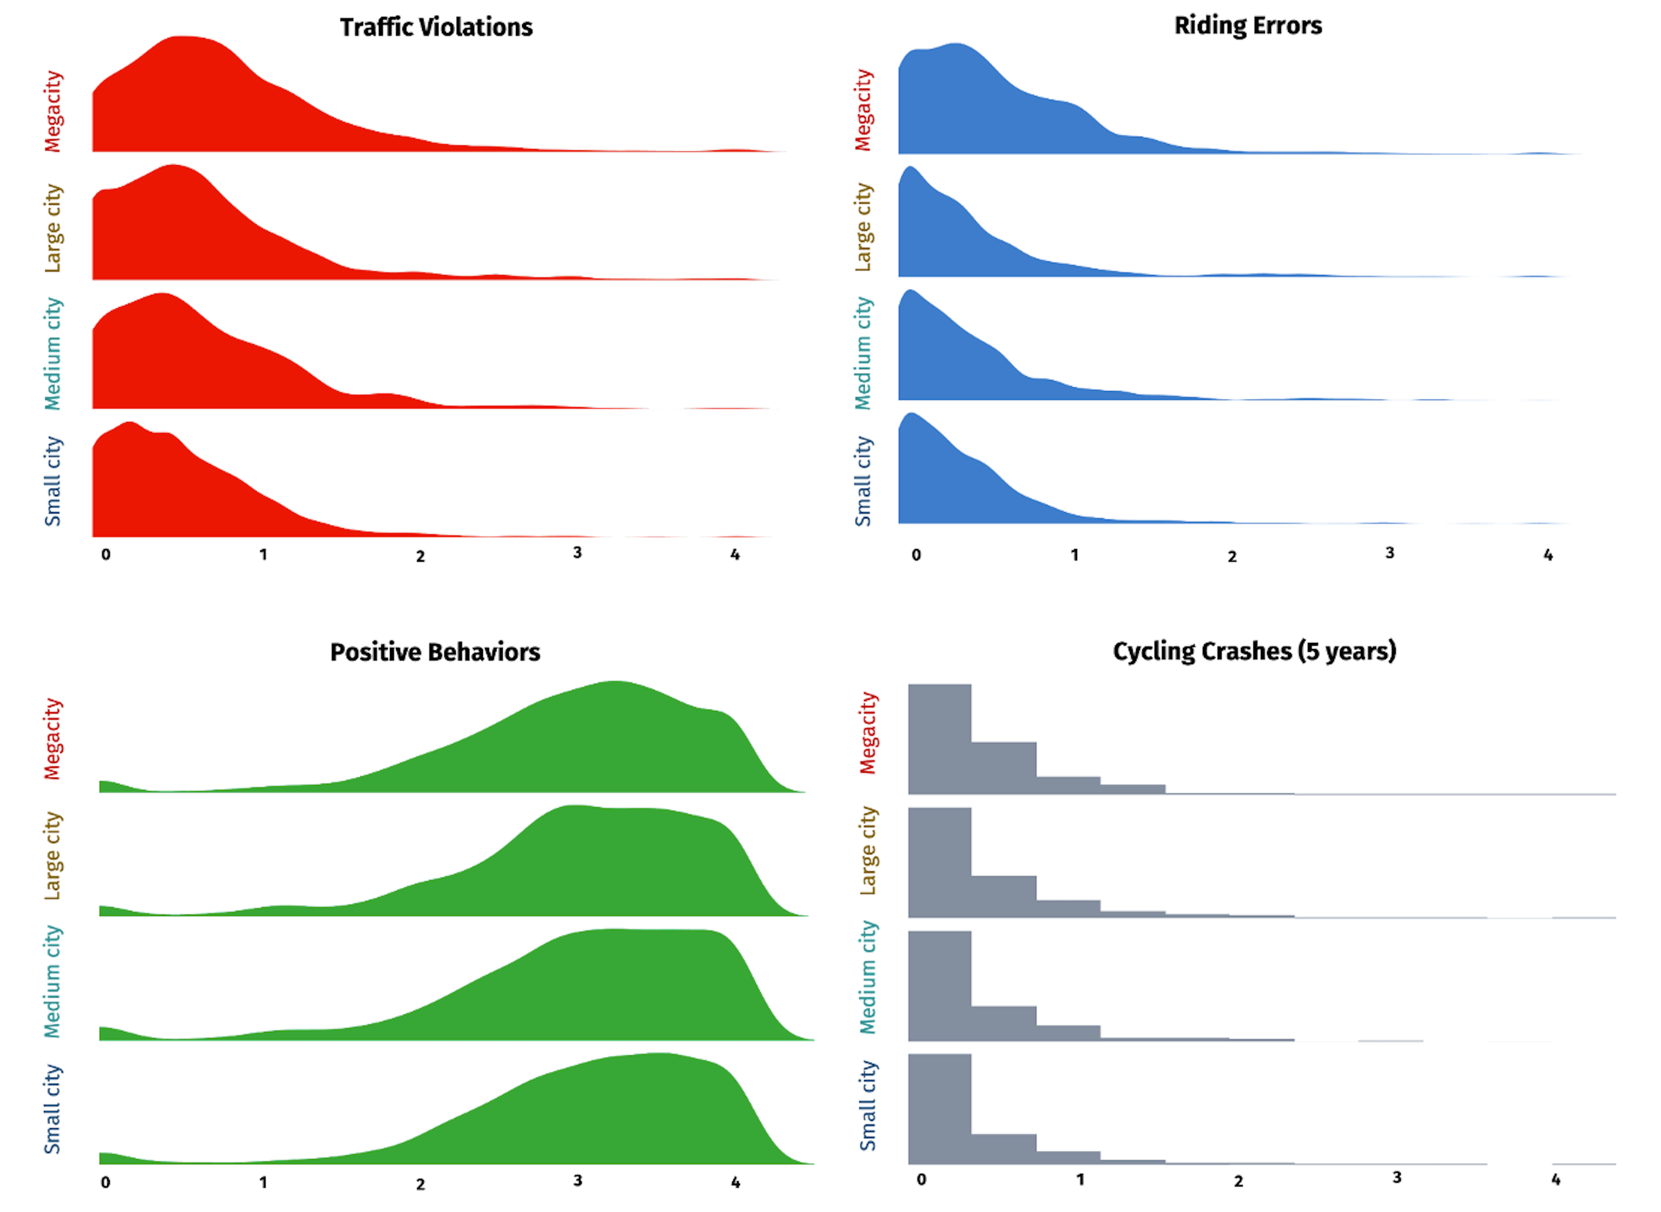 Traffic Violations
Megacity
Large city
Medium city
Small city
0 1 2 3 4
Riding Errors
Megacity
Large city
Medium city
Small city
0 1 2 3 4
Positive Behaviors
Megacity
Large city
Medium city
Small city
0 1 2 3 4
Cycling Crashes (5 years)
Megacity
Large city
Medium city
Small city
0 1 2 3 4